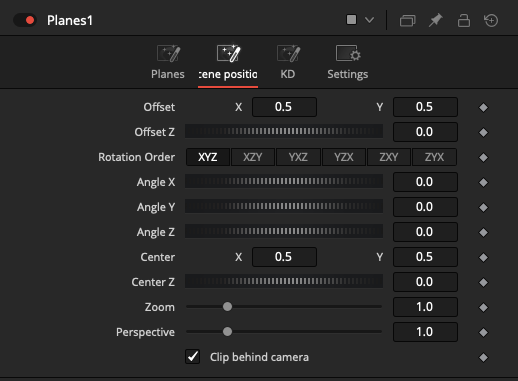 Planes1
Planes
cene positio
KD
Settings
Offset X 0.5 Y 0.5
Offset Z 0.0
Rotation Order XYZ XZY YXZ YZX ZXY ZYX
Angle X 0.0
Angle Y 0.0
Angle Z 0.0
Center X 0.5 Y 0.5
Center Z 0.0
Zoom 1.0
Perspective 1.0
Clip behind camera